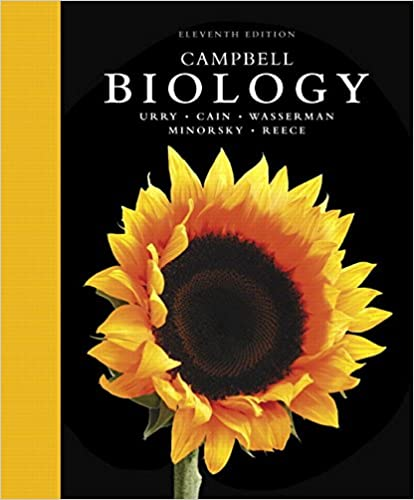 ELEVENTH EDITION
CAMPBELL
BIOLOGY
URRY • CAIN • WASSERMAN
MINORSKY • REECE